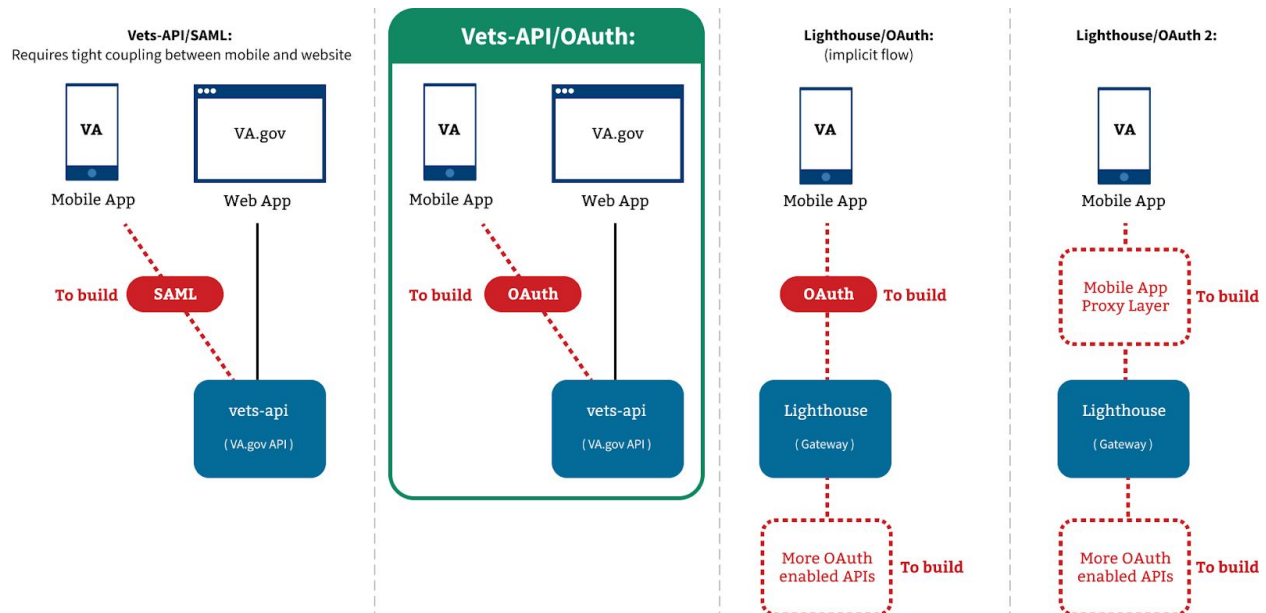 Vets-API/SAML:
Requires tight coupling between mobile and website
VA
VA.gov
Mobile App
Web App
To build
SAML
vets-api
( VA.gov API )
Vets-API/OAuth:
VA
VA.gov
Mobile App
Web App
To build
OAuth
vets-api
( VA.gov API )
Lighthouse/OAuth:
(implicit flow)
VA
Mobile App
OAuth
To build
Lighthouse
( Gateway )
More OAuth
enabled APIs
To build
Lighthouse/OAuth 2:
VA
Mobile App
Mobile App
Proxy Layer
To build
Lighthouse
( Gateway )
More OAuth
enabled APIs
To build